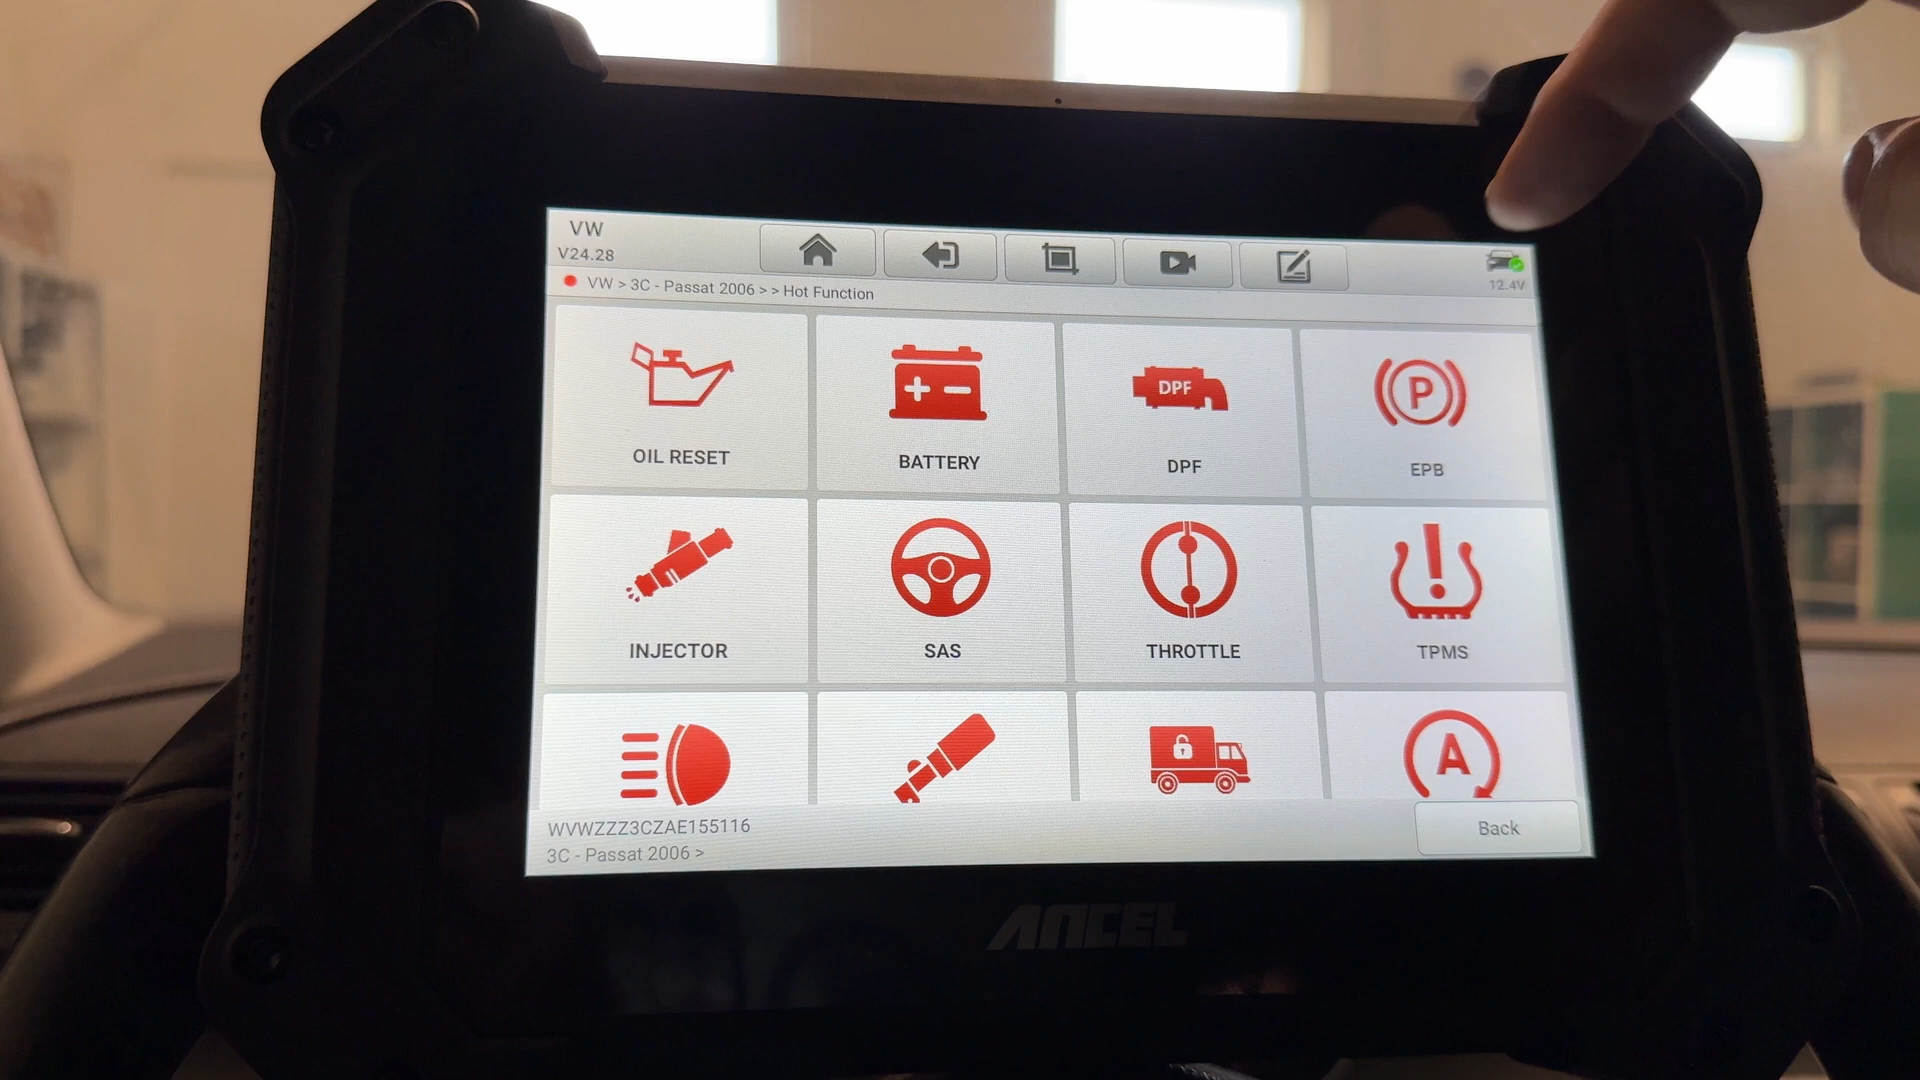 VW
V24.28
12.4V
VW > 3C - Passat 2006 > > Hot Function
OIL RESET
BATTERY
DPF
DPF
P
EPB
INJECTOR
SAS
THROTTLE
TPMS
A
WVWZZZ3CZAE155116
3C - Passat 2006 >
Back
ANCEL